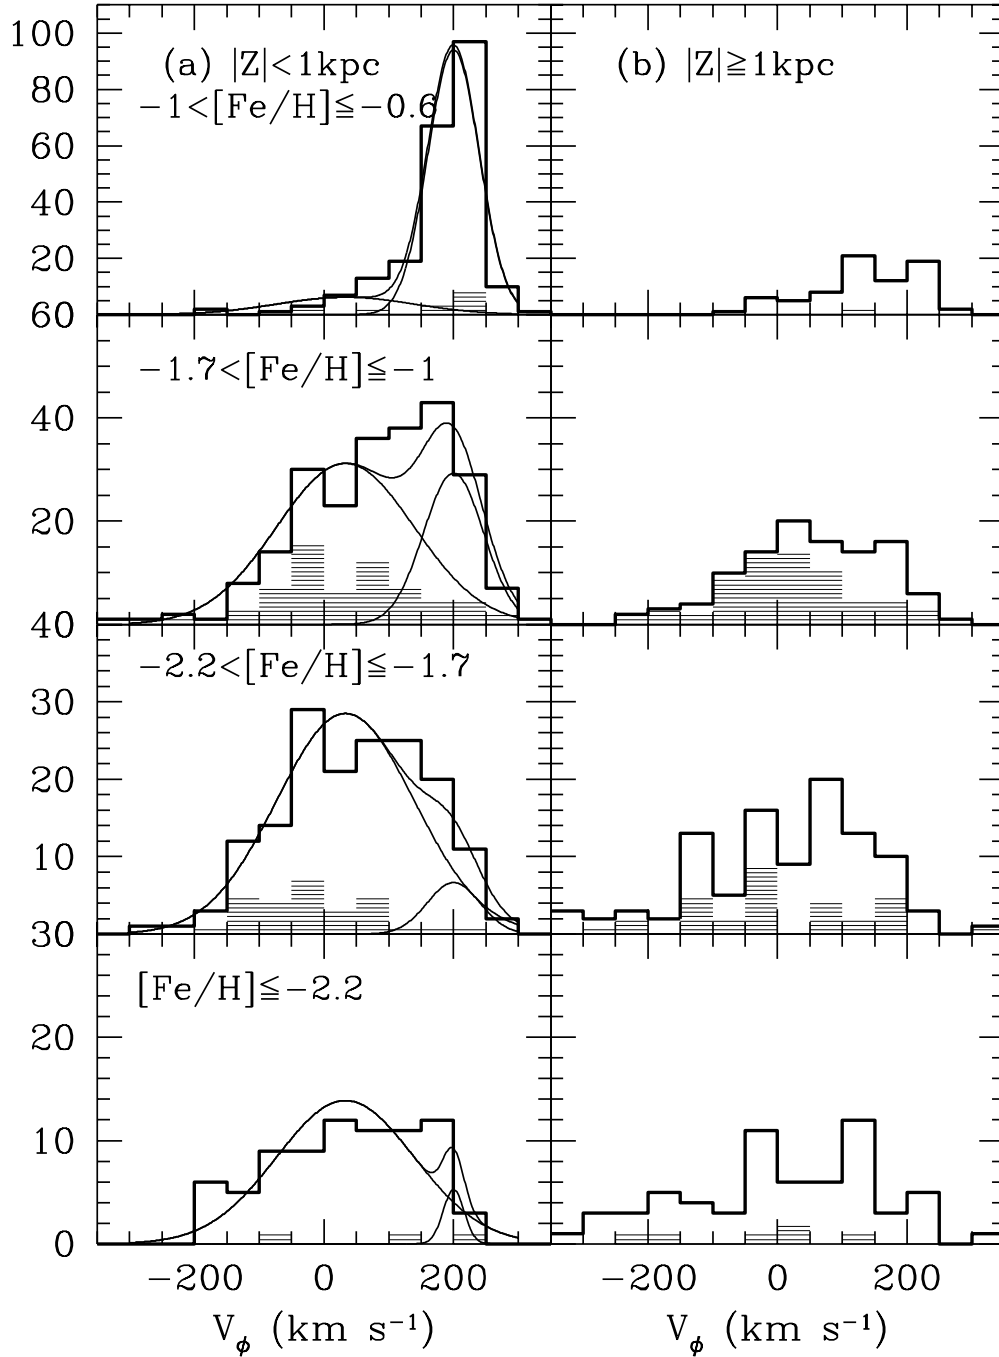 100
(a) |Z|<1kpc
(b) |Z|≧1kpc
80
−1<[Fe/H]≦−0.6
60
40
20
60
−1.7<[Fe/H]≦−1
40
20
40
−2.2<[Fe/H]≦−1.7
30
20
10
30
[Fe/H]≦−2.2
20
10
0
−200 0 200 −200 0 200
V_ϕ (km s⁻¹) V_ϕ (km s⁻¹)